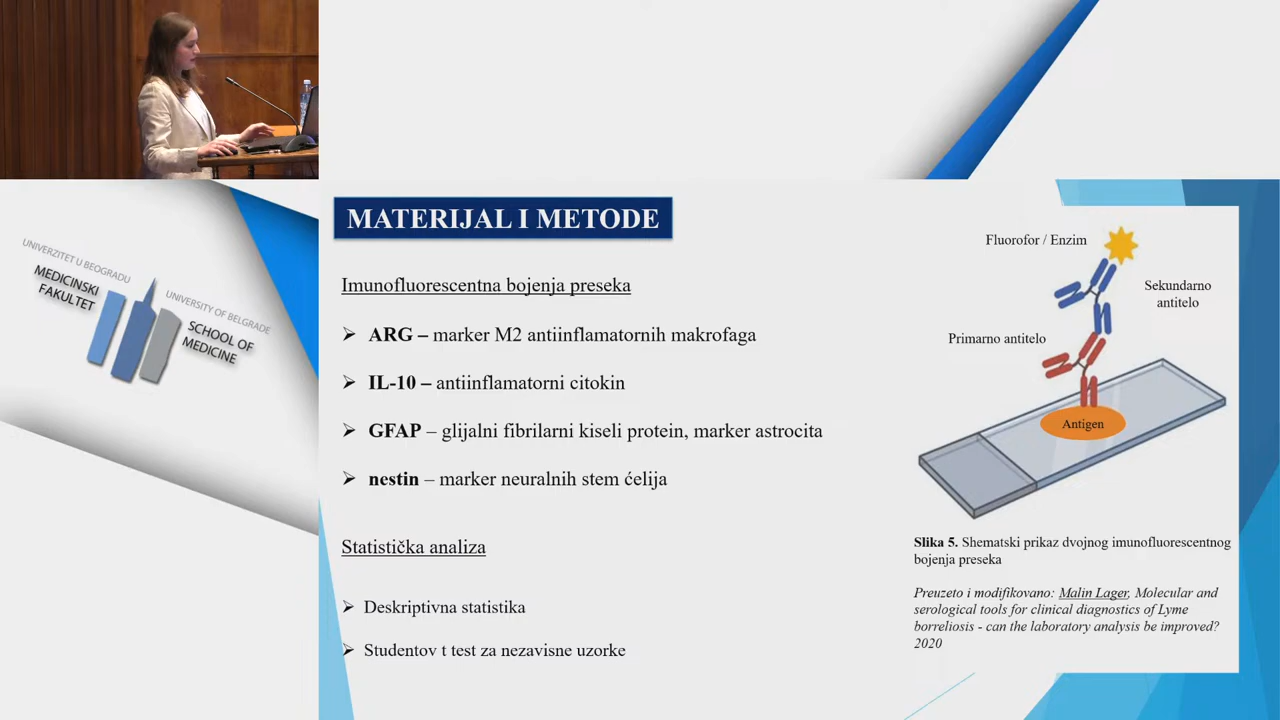 UNIVERZITET U BEOGRADU
MEDICINSKI
FAKULTET
UNIVERSITY OF BELGRADE
SCHOOL OF
MEDICINE
MATERIJAL I METODE
Imunofluorescentna bojenja preseka
ARG – marker M2 antiinflamatornih makrofaga
IL-10 – antiinflamatorni citokin
GFAP – glijalni fibrilarni kiseli protein, marker astrocita
nestin – marker neuralnih stem ćelija
Statistička analiza
Deskriptivna statistika
Studentov t test za nezavisne uzorke
Fluorofor / Enzim
Sekundarno
antitelo
Primarno antitelo
Antigen
Slika 5. Shematski prikaz dvojnog imunofluorescentnog
bojenja preseka
Preuzeto i modifikovano: Malin Lager, Molecular and
serological tools for clinical diagnostics of Lyme
borreliosis - can the laboratory analysis be improved?
2020